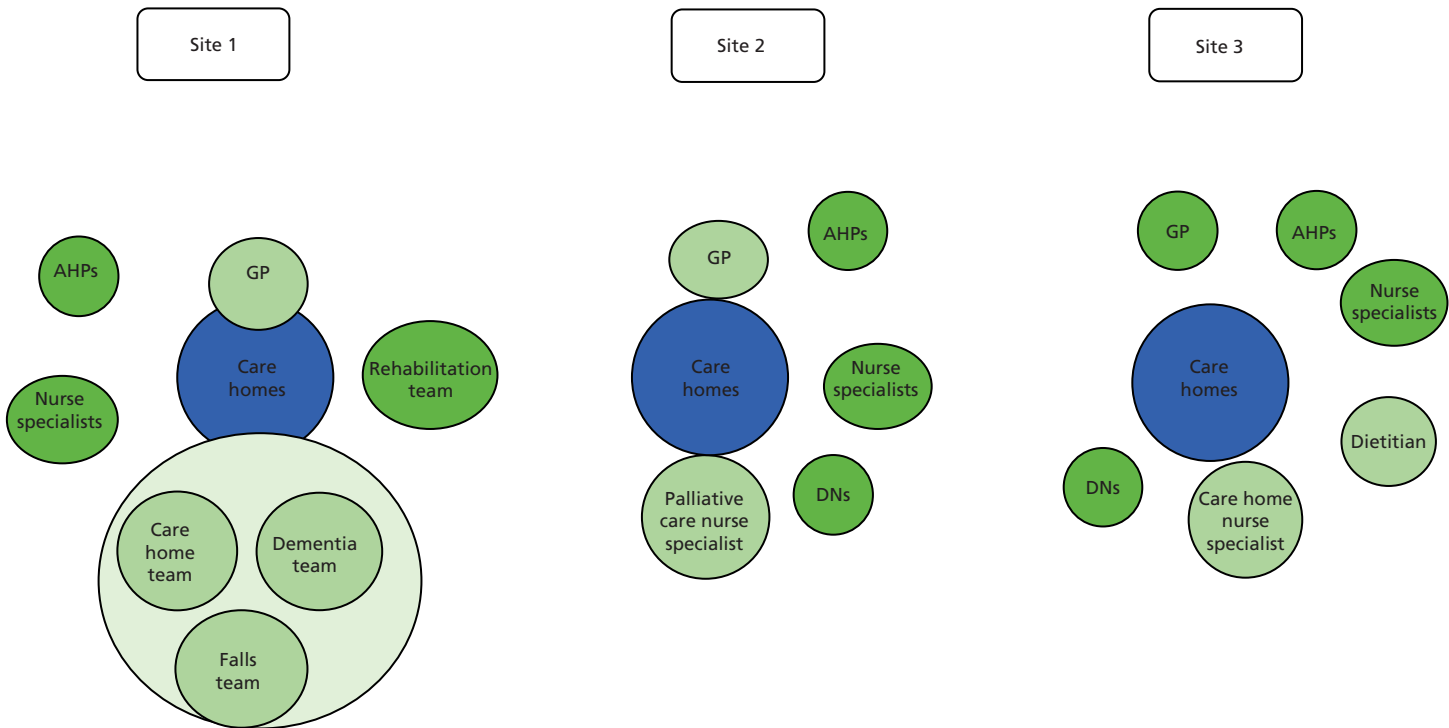 Site 1
AHPs
GP
Care
homes
Rehabilitation
team
Nurse
specialists
Care
home
team
Dementia
team
Falls
team
Site 2
AHPs
GP
Care
homes
Nurse
specialists
Palliative
care nurse
specialist
DNs
Site 3
GP
AHPs
Nurse
specialists
Care
homes
Dietitian
DNs
Care home
nurse
specialist